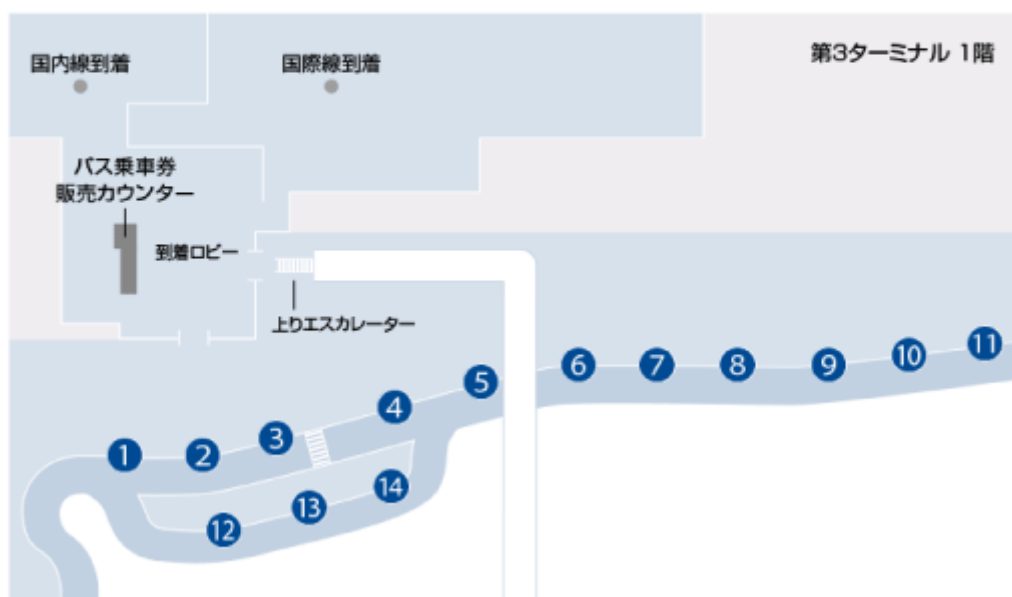 国内線到着
国際線到着
第3ターミナル 1階
バス乗車券
販売カウンター
到着ロビー
上りエスカレーター
1
2
3
4
5
6
7
8
9
10
11
12
13
14